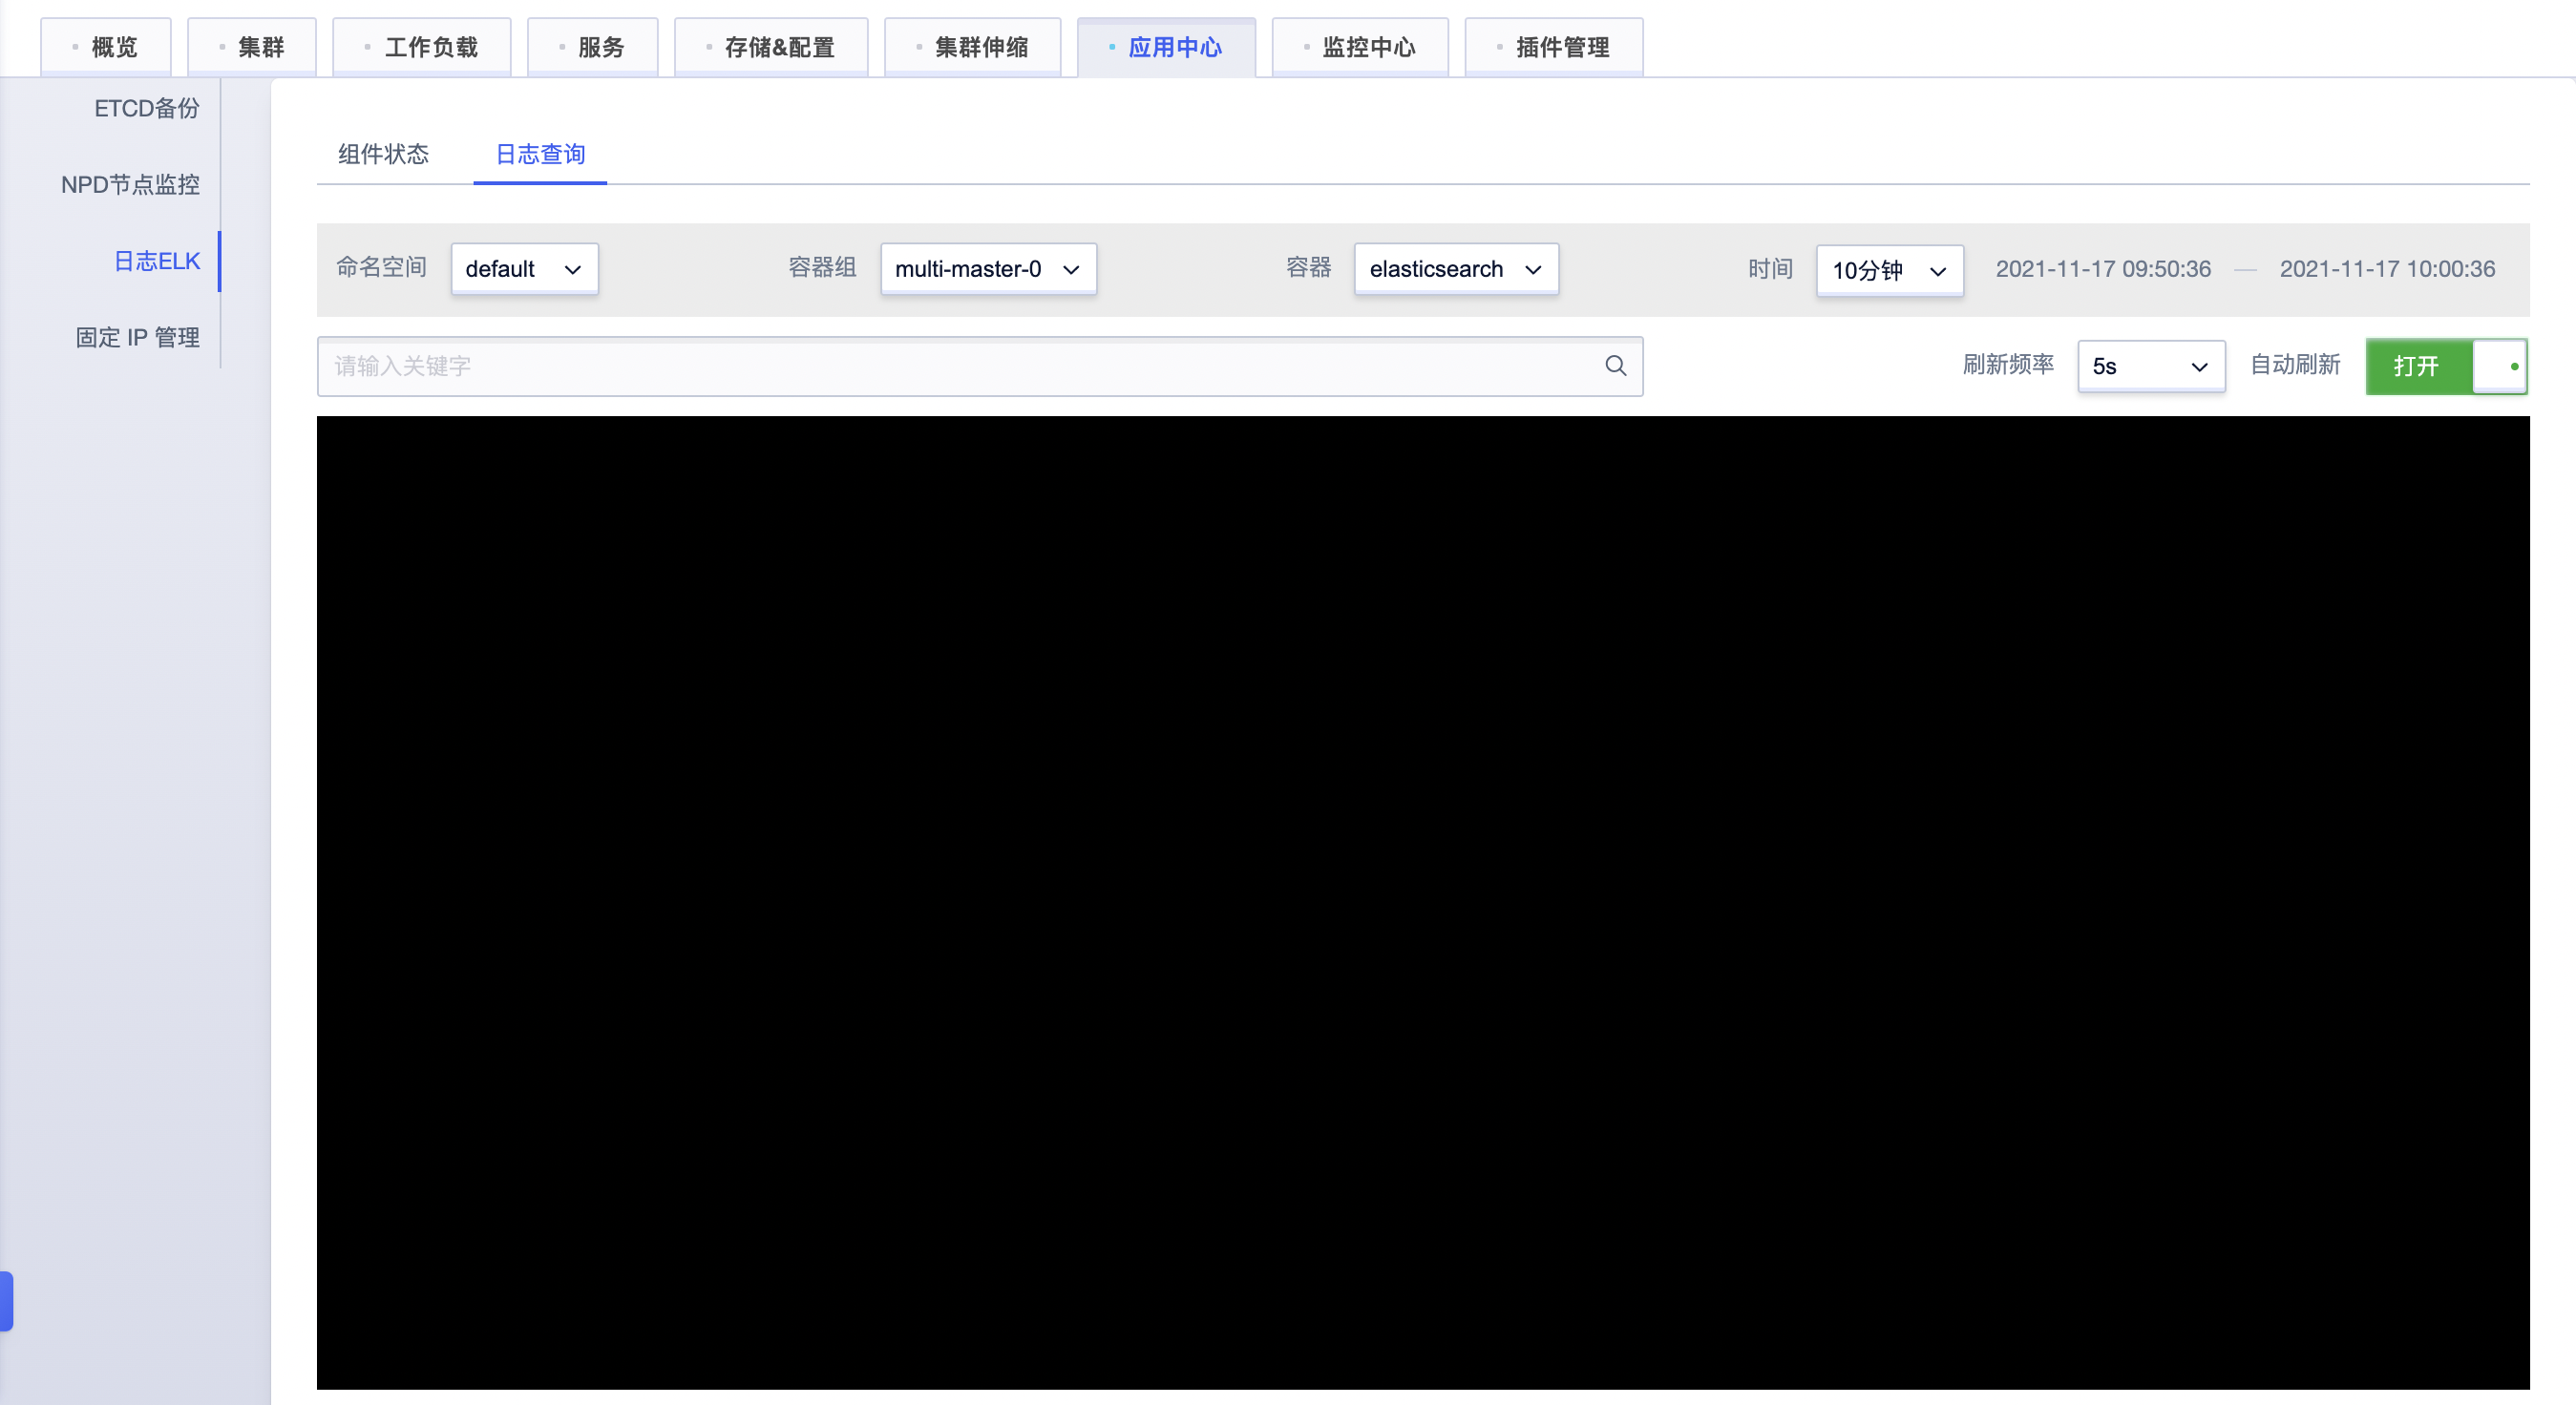 概览 集群 工作负载 服务 存储&配置 集群伸缩 应用中心 监控中心 插件管理
ETCD备份
NPD节点监控
日志ELK
固定 IP 管理
组件状态 日志查询
命名空间 default 容器组 multi-master-0 容器 elasticsearch 时间 10分钟 2021-11-17 09:50:36 — 2021-11-17 10:00:36
请输入关键字 刷新频率 5s 自动刷新 打开